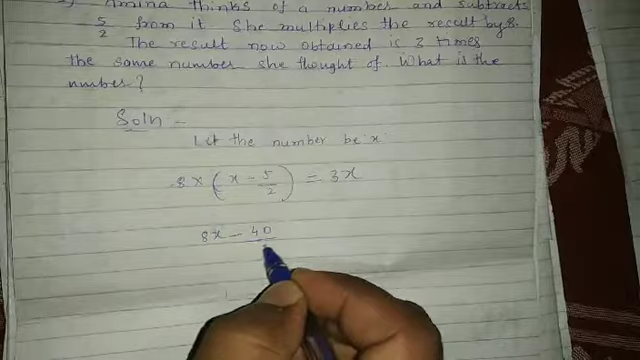 Amina thinks of a number and subtracts
5/2 from it. She multiplies the result by 8.
The result now obtained is 3 times
the same number she thought of. What is the
number?
Soln -
Let the number be 'x'
8 × ( x - 5/2 ) = 3x
8x - 40